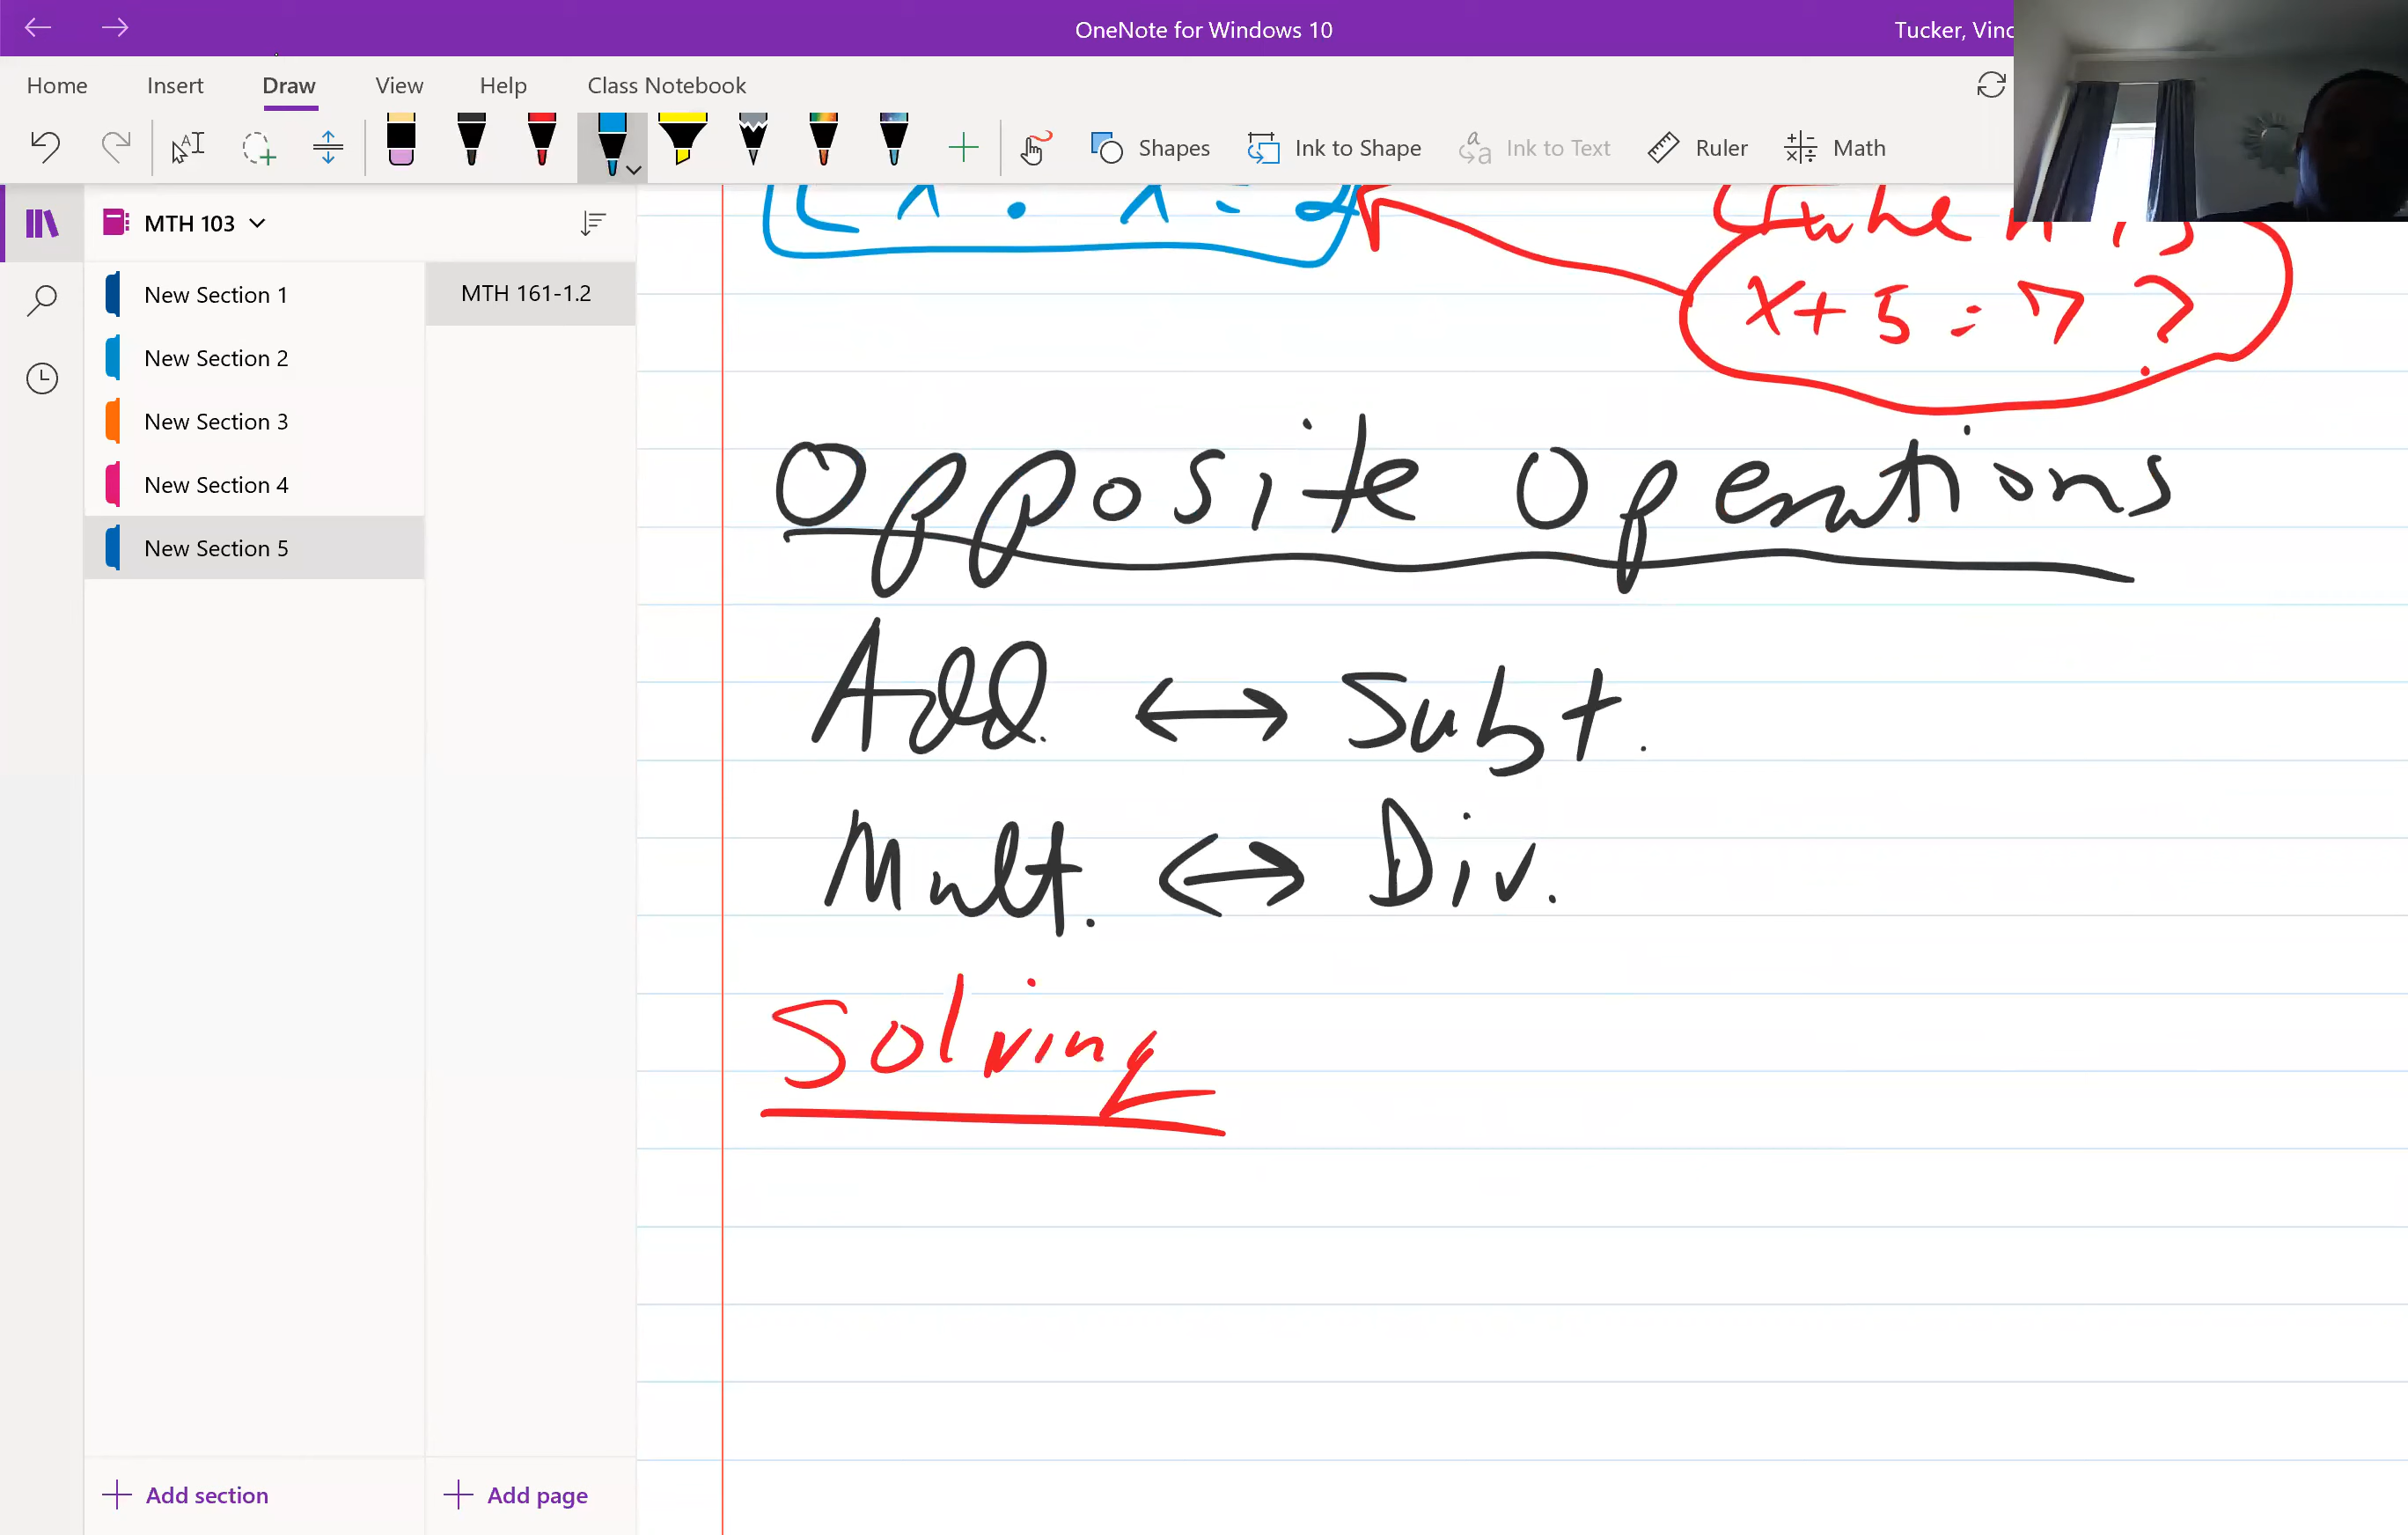 OneNote for Windows 10
Tucker, Vinc
Home Insert Draw View Help Class Notebook
Shapes Ink to Shape Ink to Text Ruler Math
MTH 103
New Section 1
New Section 2
New Section 3
New Section 4
New Section 5
MTH 161-1.2
x + 5 = 7 ?
Opposite Operations
Add. ↔ Subt.
Mult. ↔ Div.
Solving
+ Add section
+ Add page